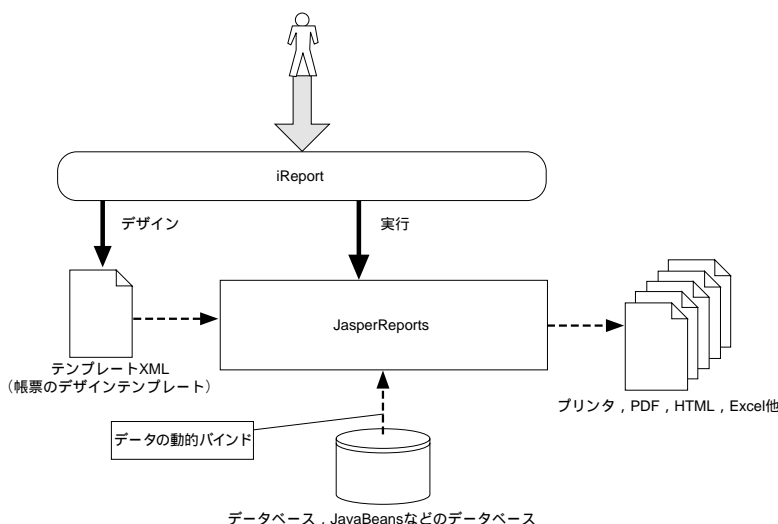 iReport
デザイン
実行
JasperReports
テンプレートXML
（帳票のデザインテンプレート）
プリンタ , PDF , HTML , Excel他
データの動的バインド
データベース , JavaBeansなどのデータベース